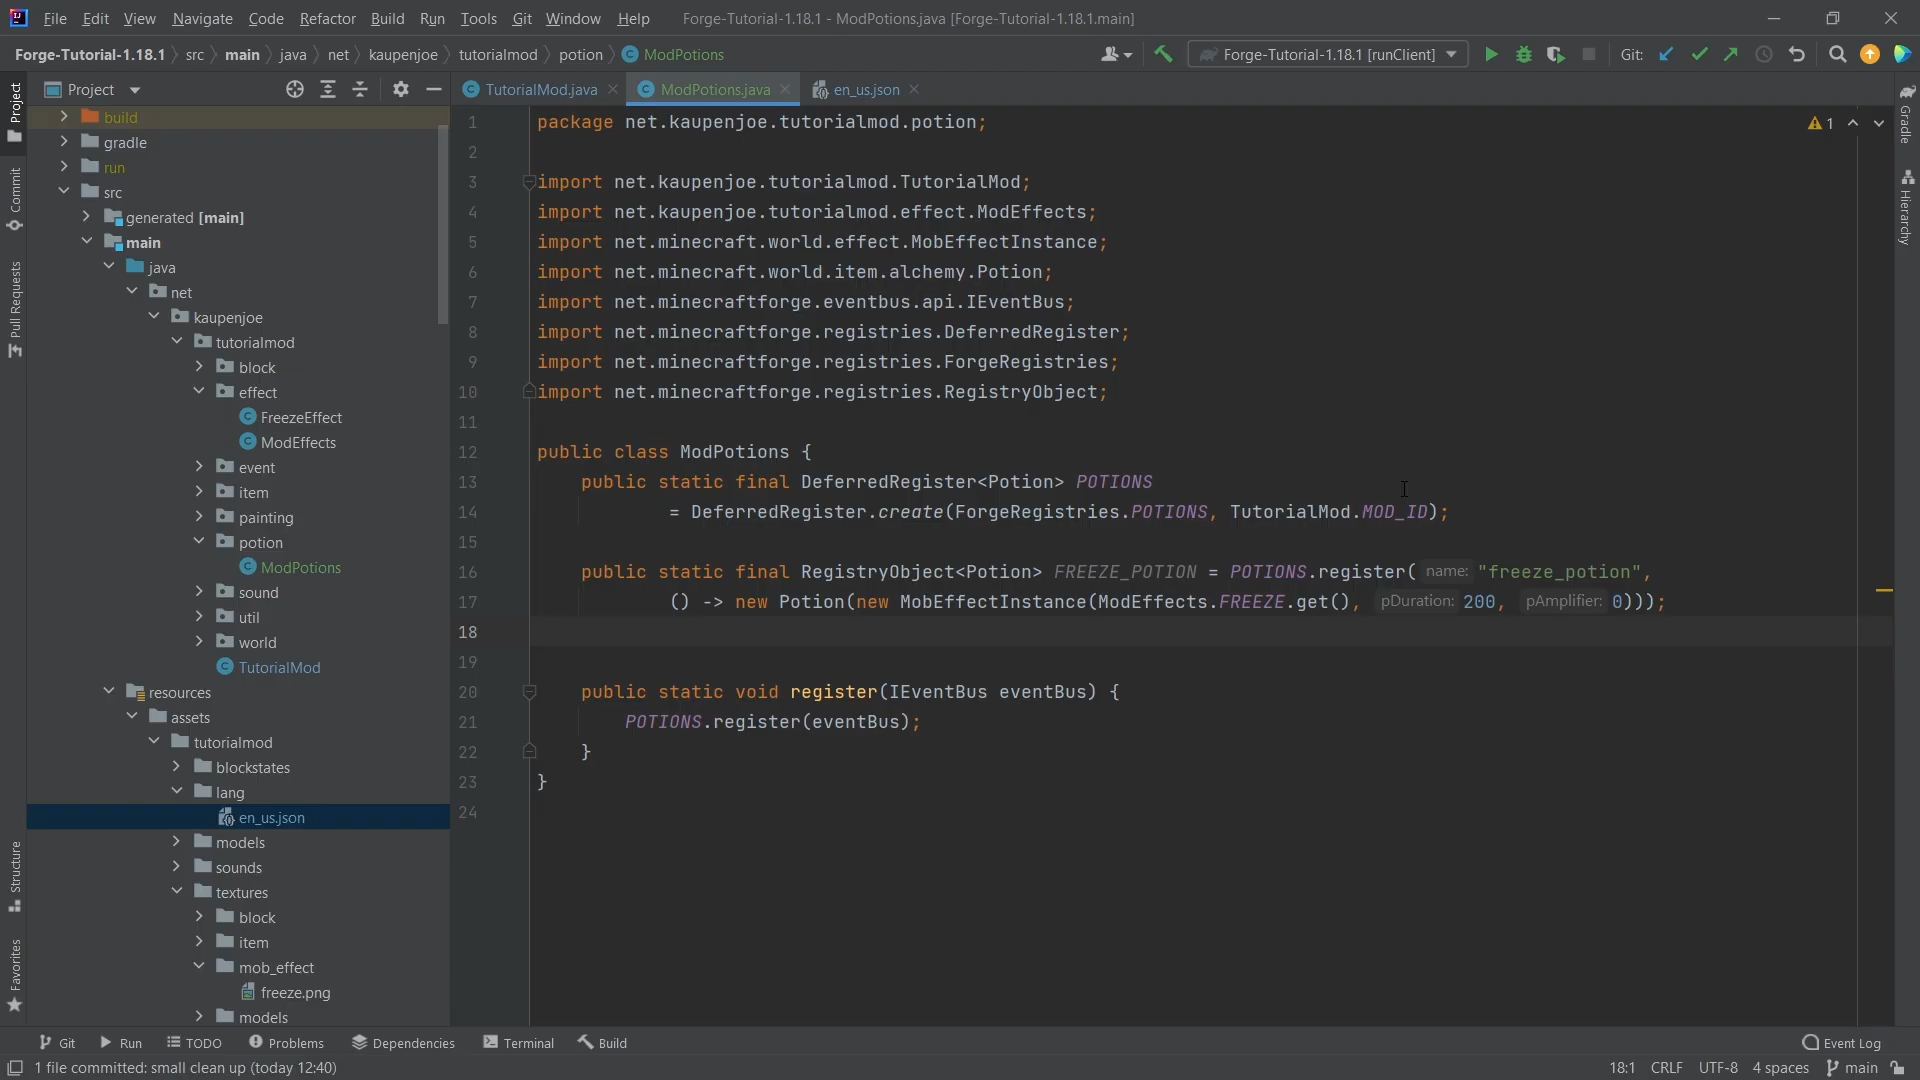 File Edit View Navigate Code Refactor Build Run Tools Git Window Help Forge-Tutorial-1.18.1 - ModPotions.java [Forge-Tutorial-1.18.1.main]
Forge-Tutorial-1.18.1 src main java net kaupenjoe tutorialmod potion ModPotions Forge-Tutorial-1.18.1 [runClient] Git:
Project
TutorialMod.java ModPotions.java en_us.json
Project
Commit
Pull Requests
Structure
Favorites
build
gradle
run
src
generated [main]
main
java
net
kaupenjoe
tutorialmod
block
effect
FreezeEffect
ModEffects
event
item
painting
potion
ModPotions
sound
util
world
TutorialMod
resources
assets
tutorialmod
blockstates
lang
en_us.json
models
sounds
textures
block
item
mob_effect
freeze.png
models
1 package net.kaupenjoe.tutorialmod.potion;
2
3 import net.kaupenjoe.tutorialmod.TutorialMod;
4 import net.kaupenjoe.tutorialmod.effect.ModEffects;
5 import net.minecraft.world.effect.MobEffectInstance;
6 import net.minecraft.world.item.alchemy.Potion;
7 import net.minecraftforge.eventbus.api.IEventBus;
8 import net.minecraftforge.registries.DeferredRegister;
9 import net.minecraftforge.registries.ForgeRegistries;
10 import net.minecraftforge.registries.RegistryObject;
11
12 public class ModPotions {
13 public static final DeferredRegister<Potion> POTIONS
14 = DeferredRegister.create(ForgeRegistries.POTIONS, TutorialMod.MOD_ID);
15
16 public static final RegistryObject<Potion> FREEZE_POTION = POTIONS.register( name: "freeze_potion",
17 () -> new Potion(new MobEffectInstance(ModEffects.FREEZE.get(), pDuration: 200, pAmplifier: 0)));
18
19
20 public static void register(IEventBus eventBus) {
21 POTIONS.register(eventBus);
22 }
23 }
24
1
Gradle
Hierarchy
Git Run TODO Problems Dependencies Terminal Build Event Log
1 file committed: small clean up (today 12:40) 18:1 CRLF UTF-8 4 spaces main